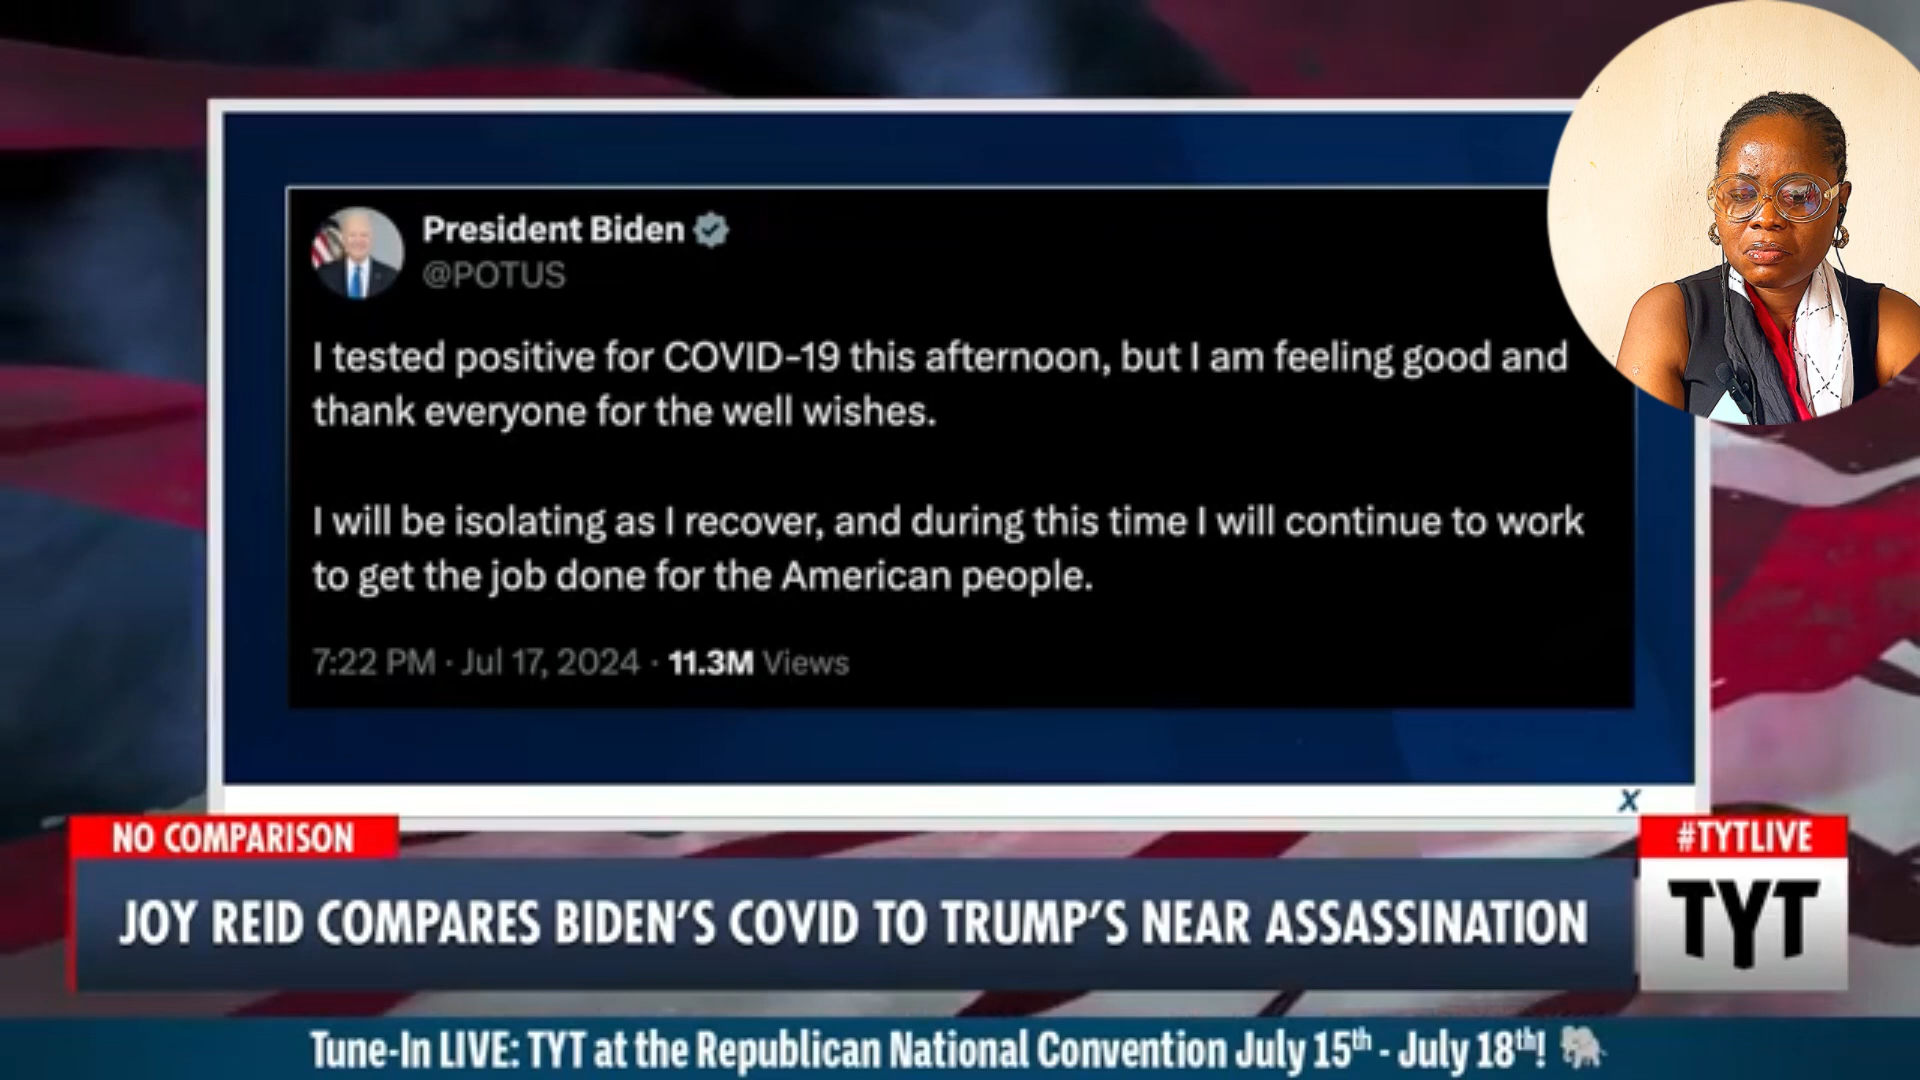 President Biden
@POTUS
I tested positive for COVID-19 this afternoon, but I am feeling good and
thank everyone for the well wishes.
I will be isolating as I recover, and during this time I will continue to work
to get the job done for the American people.
7:22 PM · Jul 17, 2024 · 11.3M Views
X
NO COMPARISON
#TYTLIVE
JOY REID COMPARES BIDEN'S COVID TO TRUMP'S NEAR ASSASSINATION
TYT
Tune-In LIVE: TYT at the Republican National Convention July 15th - July 18th!